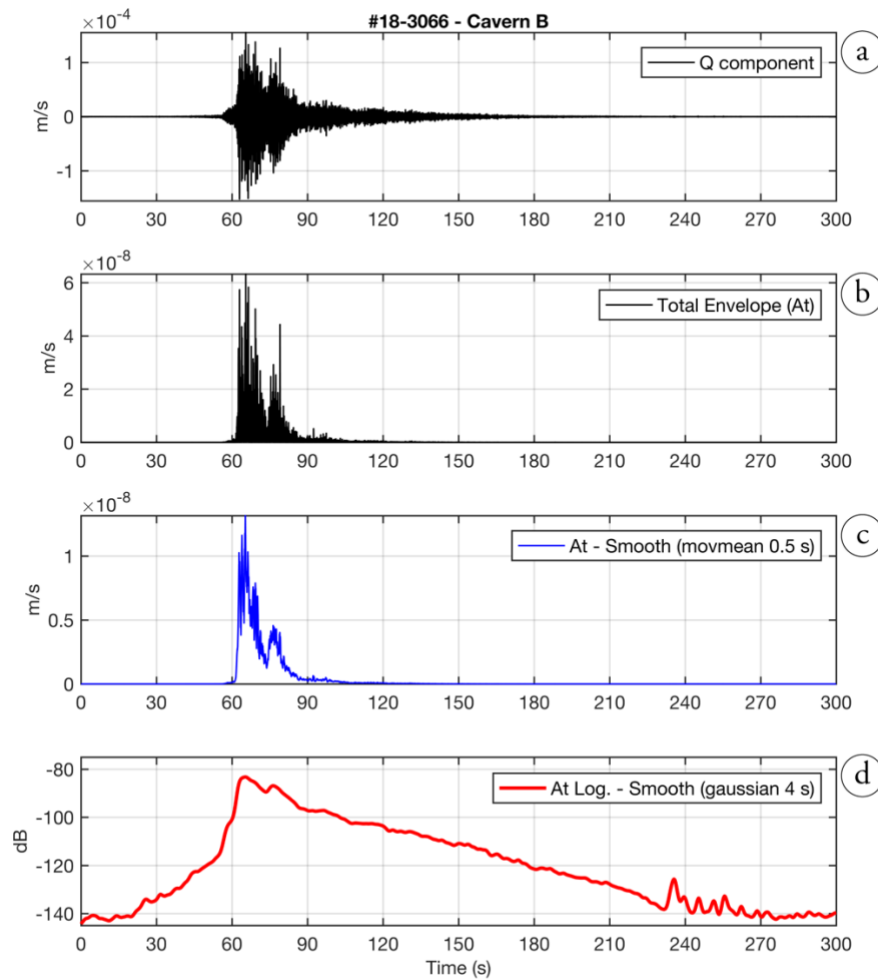 #18-3066 - Cavern B
×10-4
a
Q component
1
0
-1
m/s
0 30 60 90 120 150 180 210 240 270 300
×10-8
b
Total Envelope (At)
6
4
2
0
m/s
0 30 60 90 120 150 180 210 240 270 300
×10-8
c
At - Smooth (movmean 0.5 s)
1
0.5
0
m/s
0 30 60 90 120 150 180 210 240 270 300
d
At Log. - Smooth (gaussian 4 s)
-80
-100
-120
-140
dB
0 30 60 90 120 150 180 210 240 270 300
Time (s)